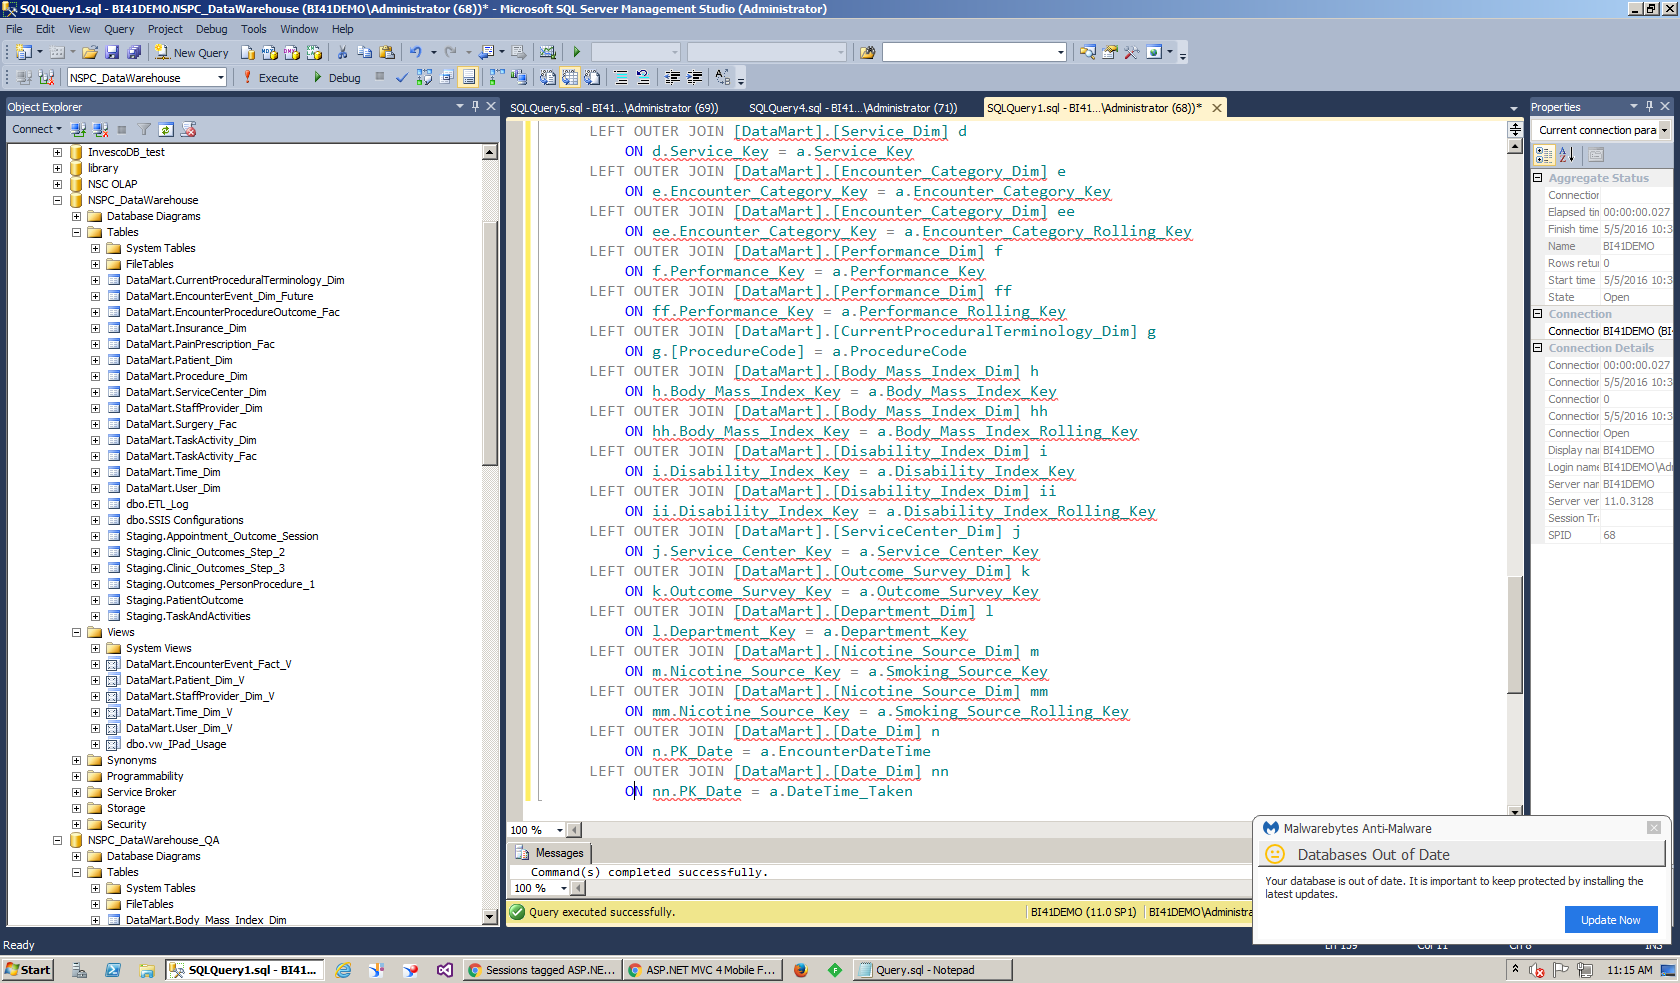 SQLQuery1.sql - BI41DEMO.NSPC_DataWarehouse (BI41DEMO\Administrator (68))* - Microsoft SQL Server Management Studio (Administrator)
File Edit View Query Project Debug Tools Window Help
New Query
NSPC_DataWarehouse Execute Debug
Object Explorer
Connect
InvescoDB_test
library
NSC OLAP
NSPC_DataWarehouse
Database Diagrams
Tables
System Tables
FileTables
DataMart.CurrentProceduralTerminology_Dim
DataMart.EncounterEvent_Dim_Future
DataMart.EncounterProcedureOutcome_Fac
DataMart.Insurance_Dim
DataMart.PainPrescription_Fac
DataMart.Patient_Dim
DataMart.Procedure_Dim
DataMart.ServiceCenter_Dim
DataMart.StaffProvider_Dim
DataMart.Surgery_Fac
DataMart.TaskActivity_Dim
DataMart.TaskActivity_Fac
DataMart.Time_Dim
DataMart.User_Dim
dbo.ETL_Log
dbo.SSIS Configurations
Staging.Appointment_Outcome_Session
Staging.Clinic_Outcomes_Step_2
Staging.Clinic_Outcomes_Step_3
Staging.Outcomes_PersonProcedure_1
Staging.PatientOutcome
Staging.TaskAndActivities
Views
System Views
DataMart.EncounterEvent_Fact_V
DataMart.Patient_Dim_V
DataMart.StaffProvider_Dim_V
DataMart.Time_Dim_V
DataMart.User_Dim_V
dbo.vw_IPad_Usage
Synonyms
Programmability
Service Broker
Storage
Security
NSPC_DataWarehouse_QA
Database Diagrams
Tables
System Tables
FileTables
DataMart.Body_Mass_Index_Dim
SQLQuery5.sql - BI41...\Administrator (69)) SQLQuery4.sql - BI41...\Administrator (71)) SQLQuery1.sql - BI41...\Administrator (68))*
LEFT OUTER JOIN [DataMart].[Service_Dim] d
ON d.Service_Key = a.Service_Key
LEFT OUTER JOIN [DataMart].[Encounter_Category_Dim] e
ON e.Encounter_Category_Key = a.Encounter_Category_Key
LEFT OUTER JOIN [DataMart].[Encounter_Category_Dim] ee
ON ee.Encounter_Category_Key = a.Encounter_Category_Rolling_Key
LEFT OUTER JOIN [DataMart].[Performance_Dim] f
ON f.Performance_Key = a.Performance_Key
LEFT OUTER JOIN [DataMart].[Performance_Dim] ff
ON ff.Performance_Key = a.Performance_Rolling_Key
LEFT OUTER JOIN [DataMart].[CurrentProceduralTerminology_Dim] g
ON g.[ProcedureCode] = a.ProcedureCode
LEFT OUTER JOIN [DataMart].[Body_Mass_Index_Dim] h
ON h.Body_Mass_Index_Key = a.Body_Mass_Index_Key
LEFT OUTER JOIN [DataMart].[Body_Mass_Index_Dim] hh
ON hh.Body_Mass_Index_Key = a.Body_Mass_Index_Rolling_Key
LEFT OUTER JOIN [DataMart].[Disability_Index_Dim] i
ON i.Disability_Index_Key = a.Disability_Index_Key
LEFT OUTER JOIN [DataMart].[Disability_Index_Dim] ii
ON ii.Disability_Index_Key = a.Disability_Index_Rolling_Key
LEFT OUTER JOIN [DataMart].[ServiceCenter_Dim] j
ON j.Service_Center_Key = a.Service_Center_Key
LEFT OUTER JOIN [DataMart].[Outcome_Survey_Dim] k
ON k.Outcome_Survey_Key = a.Outcome_Survey_Key
LEFT OUTER JOIN [DataMart].[Department_Dim] l
ON l.Department_Key = a.Department_Key
LEFT OUTER JOIN [DataMart].[Nicotine_Source_Dim] m
ON m.Nicotine_Source_Key = a.Smoking_Source_Key
LEFT OUTER JOIN [DataMart].[Nicotine_Source_Dim] mm
ON mm.Nicotine_Source_Key = a.Smoking_Source_Rolling_Key
LEFT OUTER JOIN [DataMart].[Date_Dim] n
ON n.PK_Date = a.EncounterDateTime
LEFT OUTER JOIN [DataMart].[Date_Dim] nn
ON nn.PK_Date = a.DateTime_Taken
100 %
Messages
Command(s) completed successfully.
100 %
Query executed successfully. BI41DEMO (11.0 SP1) BI41DEMO\Administra
Properties
Current connection para
Aggregate Status
Connection
Elapsed tim 00:00:00.027
Finish time 5/5/2016 10:3
Name BI41DEMO
Rows retur 0
Start time 5/5/2016 10:3
State Open
Connection
Connection BI41DEMO (BI
Connection Details
Connection 00:00:00.027
Connection 5/5/2016 10:3
Connection 0
Connection 5/5/2016 10:3
Connection Open
Display nar BI41DEMO
Login name BI41DEMO\Ad
Server nar BI41DEMO
Server ver 11.0.3128
Session Tra
SPID 68
Malwarebytes Anti-Malware
Databases Out of Date
Your database is out of date. It is important to keep protected by installing the
latest updates.
Update Now
Ready
Start SQLQuery1.sql - BI41... Sessions tagged ASP.NE... ASP.NET MVC 4 Mobile F... Query.sql - Notepad 11:15 AM